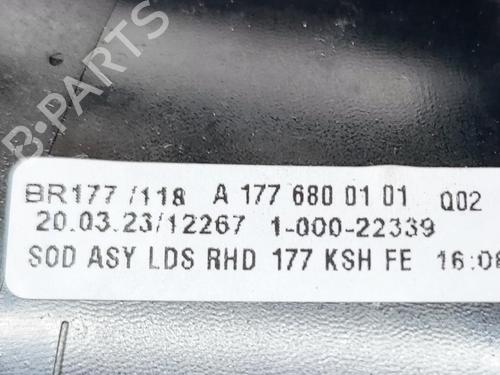 B-PARTS
BR177 /118 A 177 680 01 01 Q02
20.03.23/12267 1-000-22339
SOD ASY LDS RHD 177 KSH FE 16:08